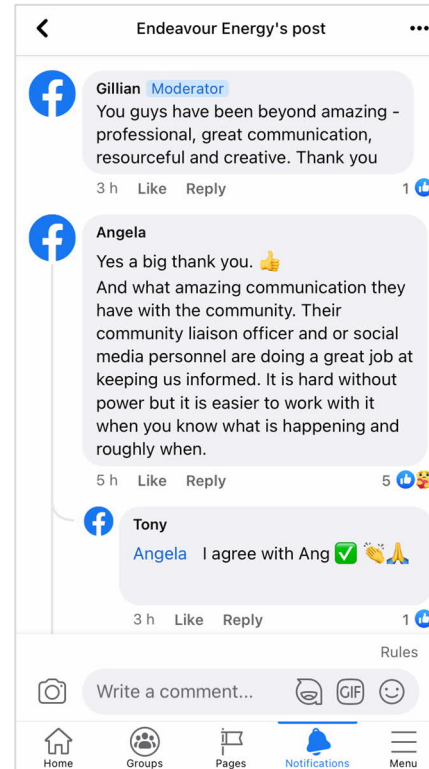 Endeavour Energy's post
Gillian Moderator
You guys have been beyond amazing -
professional, great communication,
resourceful and creative. Thank you
3 h Like Reply 1
Angela
Yes a big thank you. 👍
And what amazing communication they
have with the community. Their
community liaison officer and or social
media personnel are doing a great job at
keeping us informed. It is hard without
power but it is easier to work with it
when you know what is happening and
roughly when.
5 h Like Reply 5
Tony
Angela I agree with Ang ✅ 👏🙏
3 h Like Reply 1
Rules
Write a comment... GIF
Home Groups Pages Notifications Menu